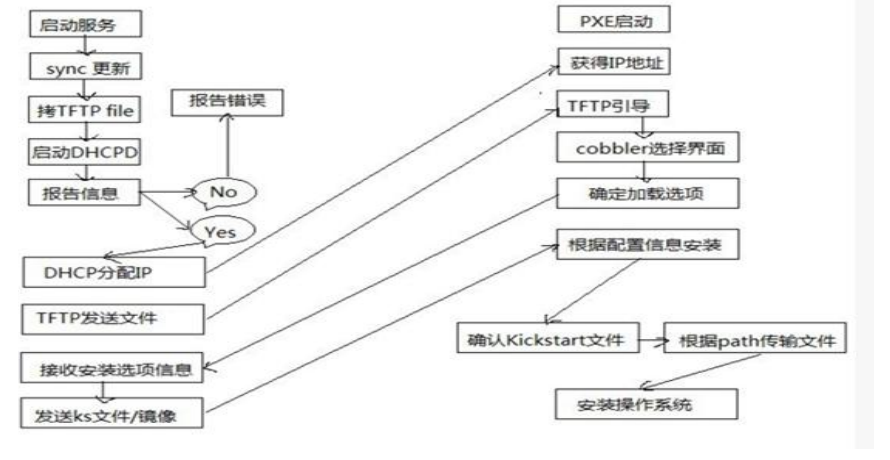 启动服务
sync 更新
拷TFTP file
启动DHCPD
报告信息
报告错误
No
Yes
DHCP分配IP
TFTP发送文件
接收安装选项信息
发送ks文件/镜像
PXE启动
获得IP地址
TFTP引导
cobbler选择界面
确定加载选项
根据配置信息安装
确认Kickstart文件
根据path传输文件
安装操作系统